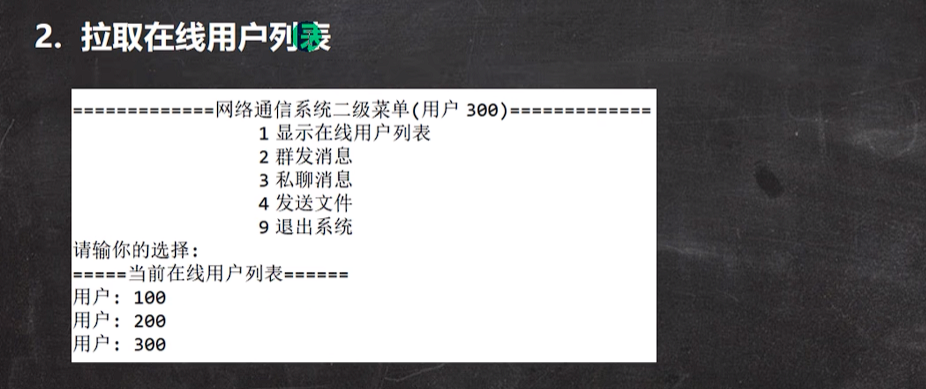 2. 拉取在线用户列表
=============网络通信系统二级菜单(用户 300)=============
1 显示在线用户列表
2 群发消息
3 私聊消息
4 发送文件
9 退出系统
请输你的选择:
=====当前在线用户列表======
用户: 100
用户: 200
用户: 300